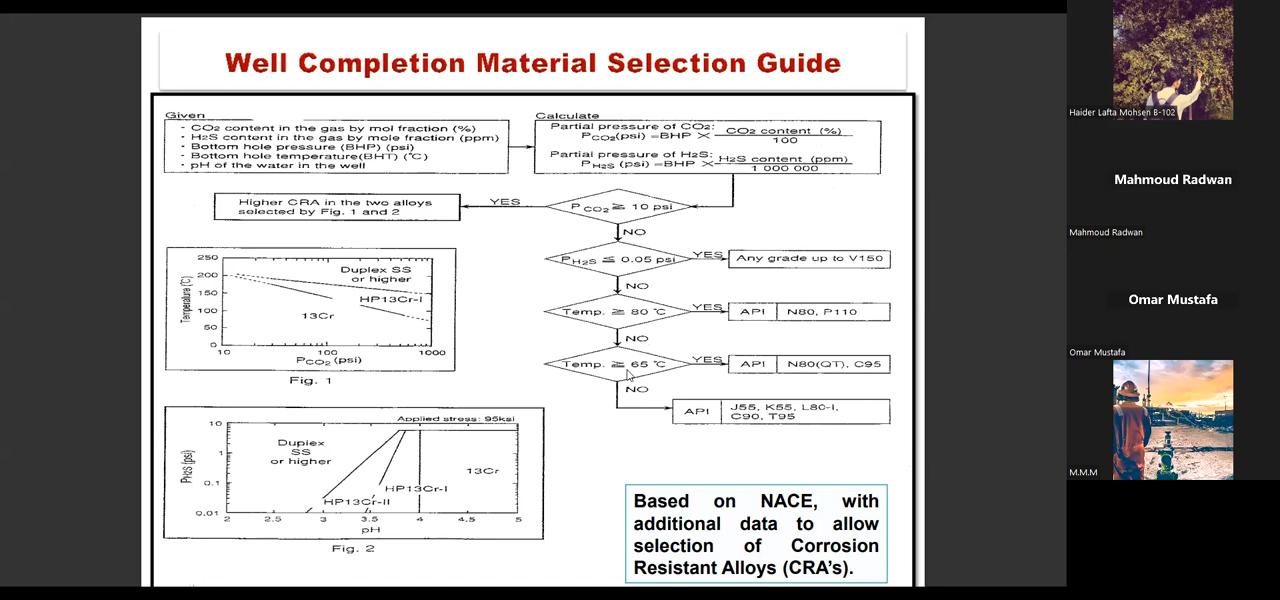 Well Completion Material Selection Guide
Given
- CO2 content in the gas by mol fraction (%)
- H2S content in the gas by mole fraction (ppm)
- Bottom hole pressure (BHP) (psi)
- Bottom hole temperature(BHT) (℃)
- pH of the water in the well
Calculate
Partial pressure of CO2:
PCO2(psi) =BHP × CO2 content (%)
100
Partial pressure of H2S:
PH2S (psi) =BHP × H2S content (ppm)
1 000 000
Higher CRA in the two alloys
selected by Fig. 1 and 2
YES
PCO2 ≧ 10 psi
NO
PH2S ≦ 0.05 psi
YES
Any grade up to V150
NO
Temp. ≧ 80 ℃
YES
API N80, P110
NO
Temp. ≧ 65 ℃
YES
API N80(QT), C95
NO
API
J55, K55, L80-I,
C90, T95
Temperature (℃)
250
200
150
100
50
0
Duplex SS
or higher
HP13Cr-I
13Cr
10 100 1000
PCO2 (psi)
Fig. 1
Applied stress: 95ksi
PH2S (psi)
10
1
0.1
0.01
Duplex
SS
or higher
13Cr
HP13Cr-I
HP13Cr-II
2 2.5 3 3.5 4 4.5 5
pH
Fig. 2
Based on NACE, with
additional data to allow
selection of Corrosion
Resistant Alloys (CRA's).
Haider Lafta Mohsen B-102
Mahmoud Radwan
Mahmoud Radwan
Omar Mustafa
Omar Mustafa
M.M.M